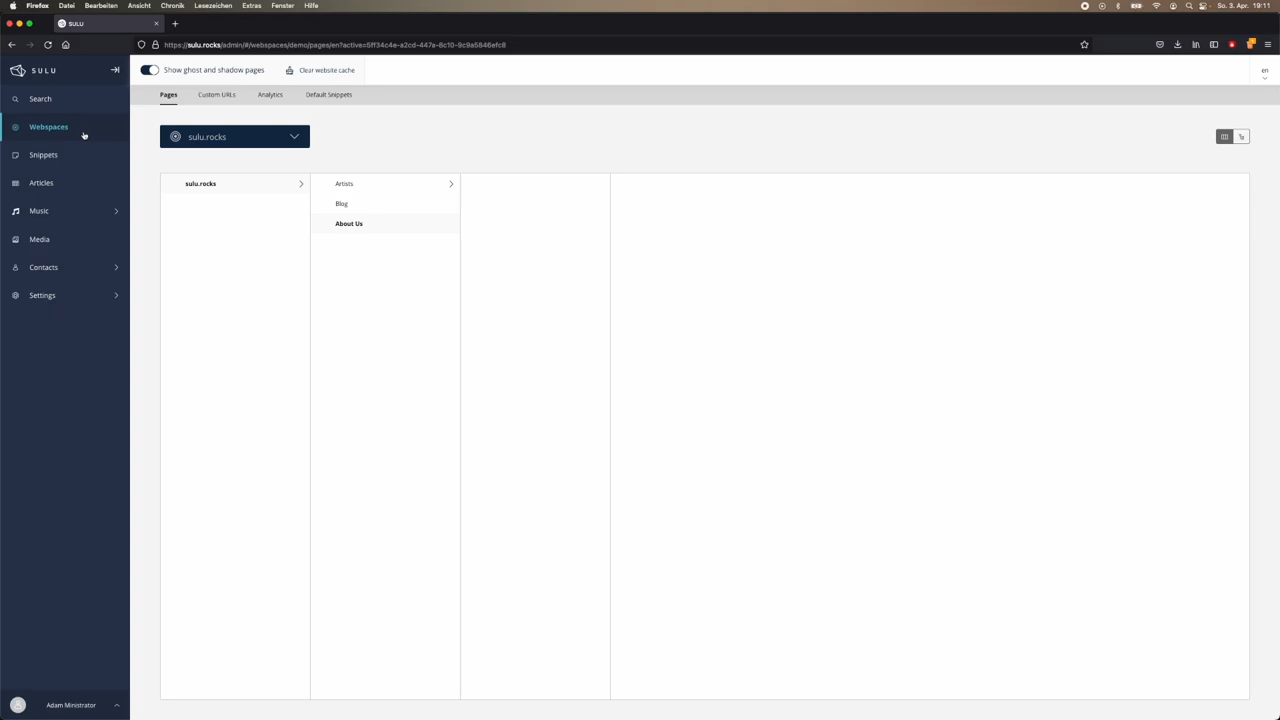 Firefox Datei Bearbeiten Ansicht Chronik Lesezeichen Extras Fenster Hilfe So. 3. Apr. 19:11
SULU
https://sulu.rocks/admin/#/webspaces/demo/pages/en?active=5ff34c4e-a2cd-447a-8c10-9c9a5846efc8
SULU
Show ghost and shadow pages Clear website cache en
Search
Webspaces
Snippets
Articles
Music
Media
Contacts
Settings
Pages Custom URLs Analytics Default Snippets
sulu.rocks
sulu.rocks
Artists
Blog
About Us
Adam Ministrator